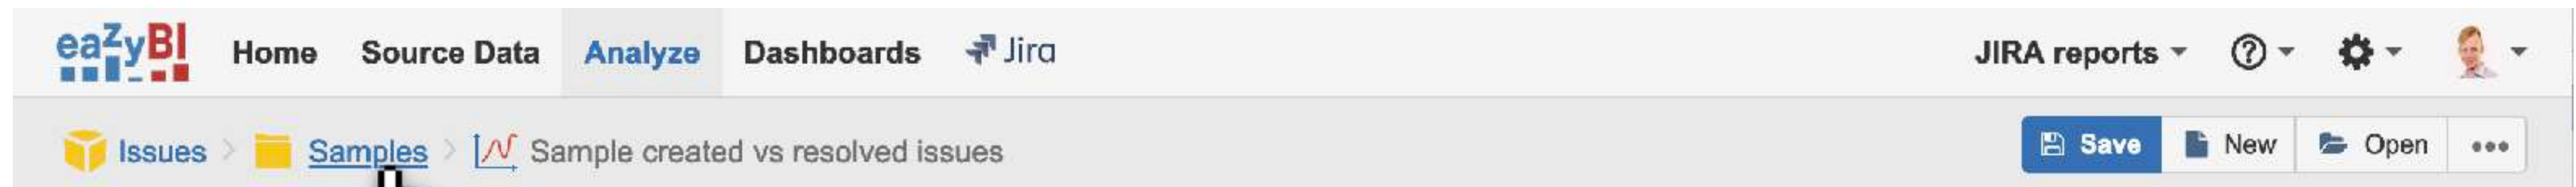 eazyBI Home Source Data Analyze Dashboards Jira JIRA reports
Issues > Samples > Sample created vs resolved issues Save New Open •••